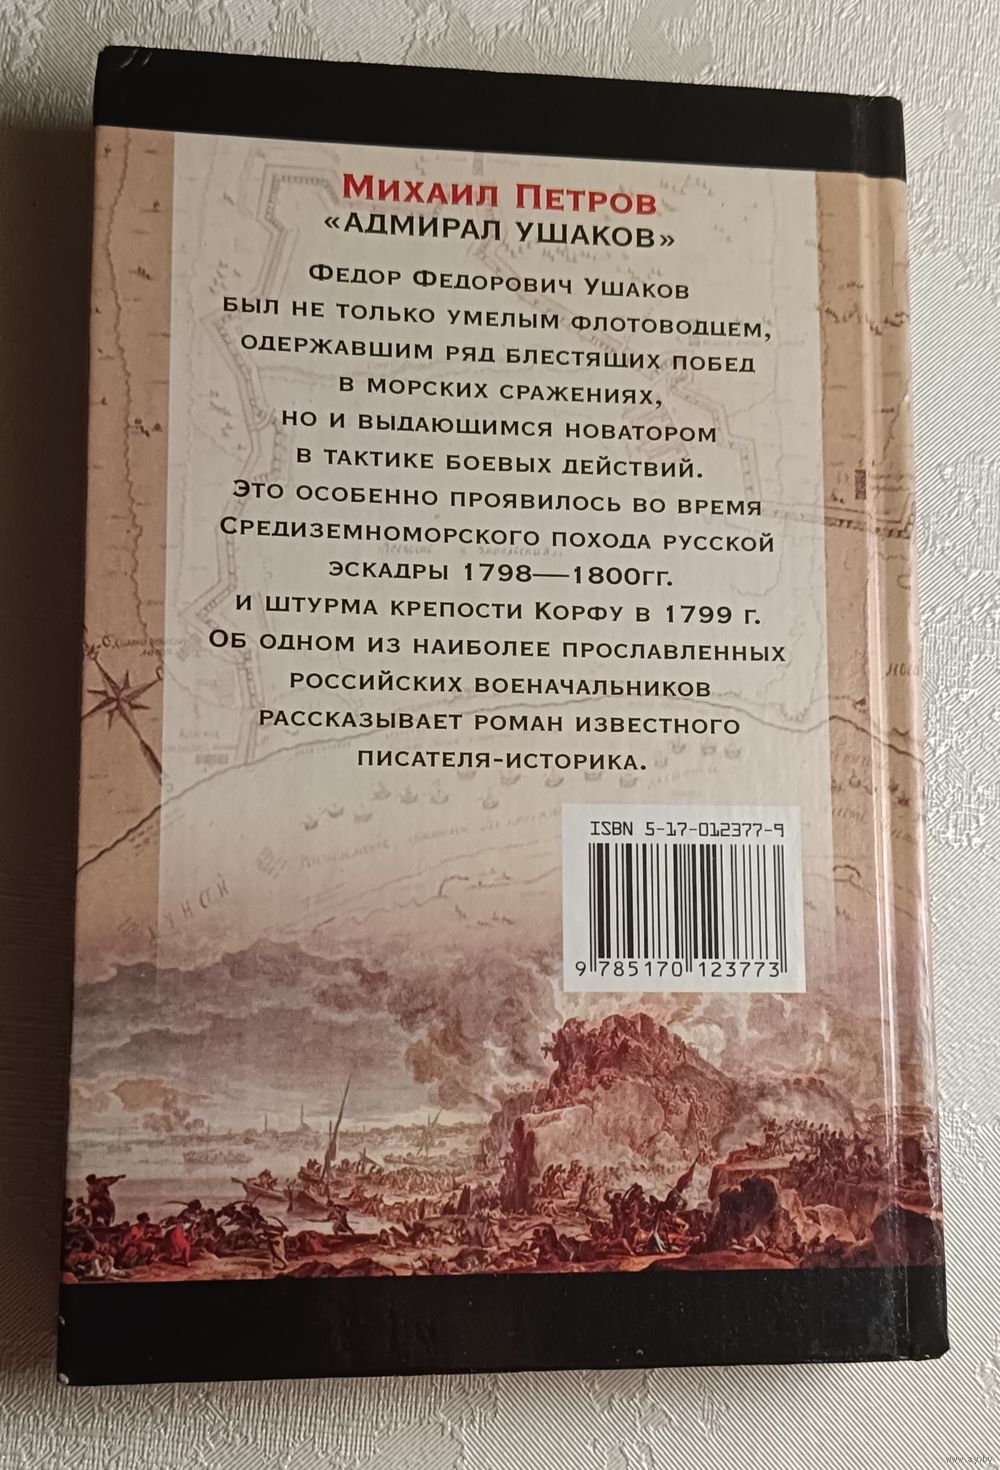 Михаил Петров
«Адмирал Ушаков»
Федор Федорович Ушаков
был не только умелым флотоводцем,
одержавшим ряд блестящих побед
в морских сражениях,
но и выдающимся новатором
в тактике боевых действий.
Это особенно проявилось во время
Средиземноморского похода русской
эскадры 1798—1800гг.
и штурма крепости Корфу в 1799 г.
Об одном из наиболее прославленных
российских военачальников
рассказывает роман известного
писателя-историка.
ISBN 5-17-012377-9
9 785170 123773
www.ay.by